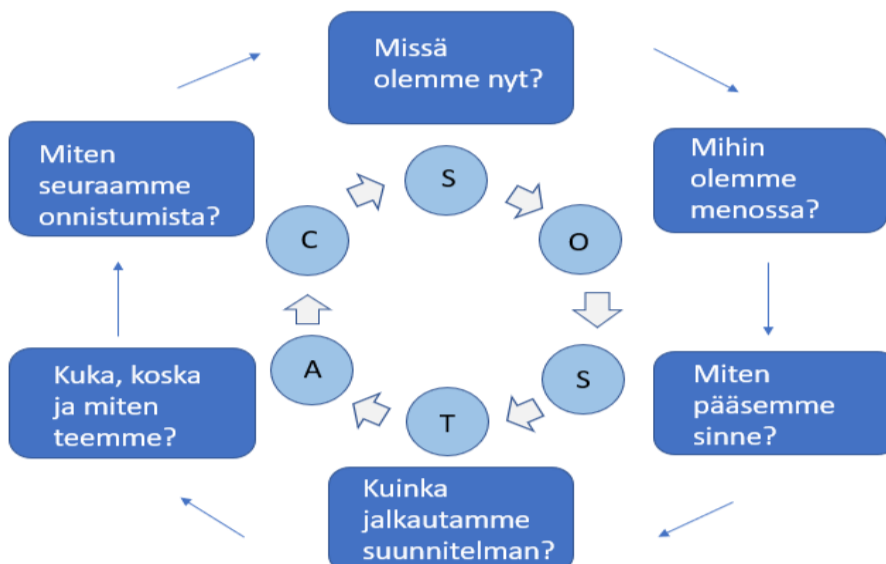 Missä
olemme nyt?
Mihin
olemme
menossa?
Miten
pääsemme
sinne?
Kuinka
jalkautamme
suunnitelman?
Kuka, koska
ja miten
teemme?
Miten
seuraamme
onnistumista?
S
O
S
T
A
C